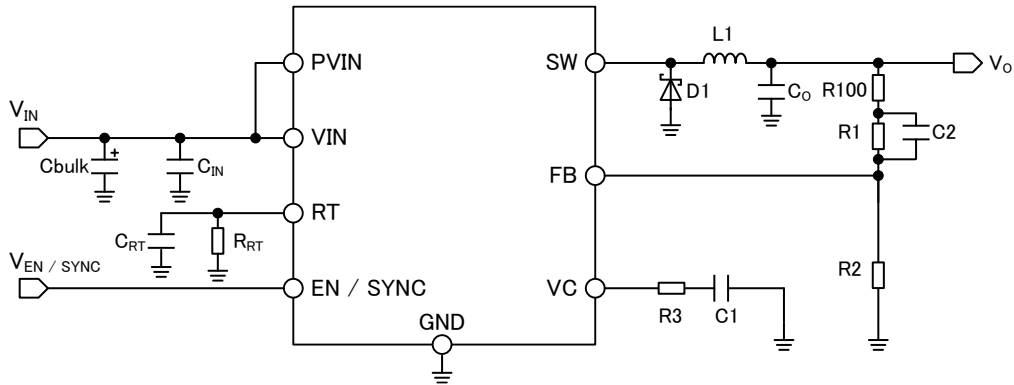 L1
PVIN
SW
V_O
D1
C_O
R100
V_IN
VIN
R1
C2
Cbulk
+
C_IN
FB
RT
C_RT
R_RT
V_EN / SYNC
EN / SYNC
VC
R2
R3
C1
GND